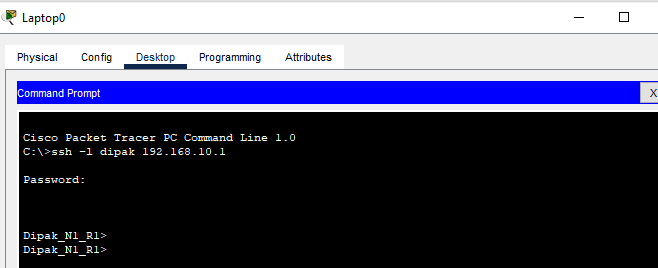 Laptop0
Physical Config Desktop Programming Attributes
Command Prompt X
Cisco Packet Tracer PC Command Line 1.0
C:\>ssh -l dipak 192.168.10.1
Password:
Dipak_N1_R1>
Dipak_N1_R1>